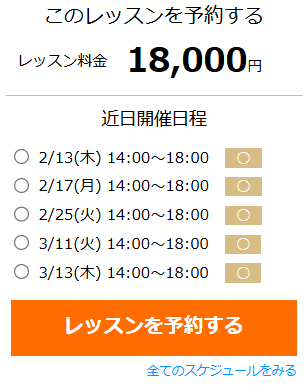 このレッスンを予約する
レッスン料金 18,000円
近日開催日程
2/13(木) 14:00～18:00 ○
2/17(月) 14:00～18:00 ○
2/25(火) 14:00～18:00 ○
3/11(火) 14:00～18:00 ○
3/13(木) 14:00～18:00 ○
レッスンを予約する
全てのスケジュールをみる